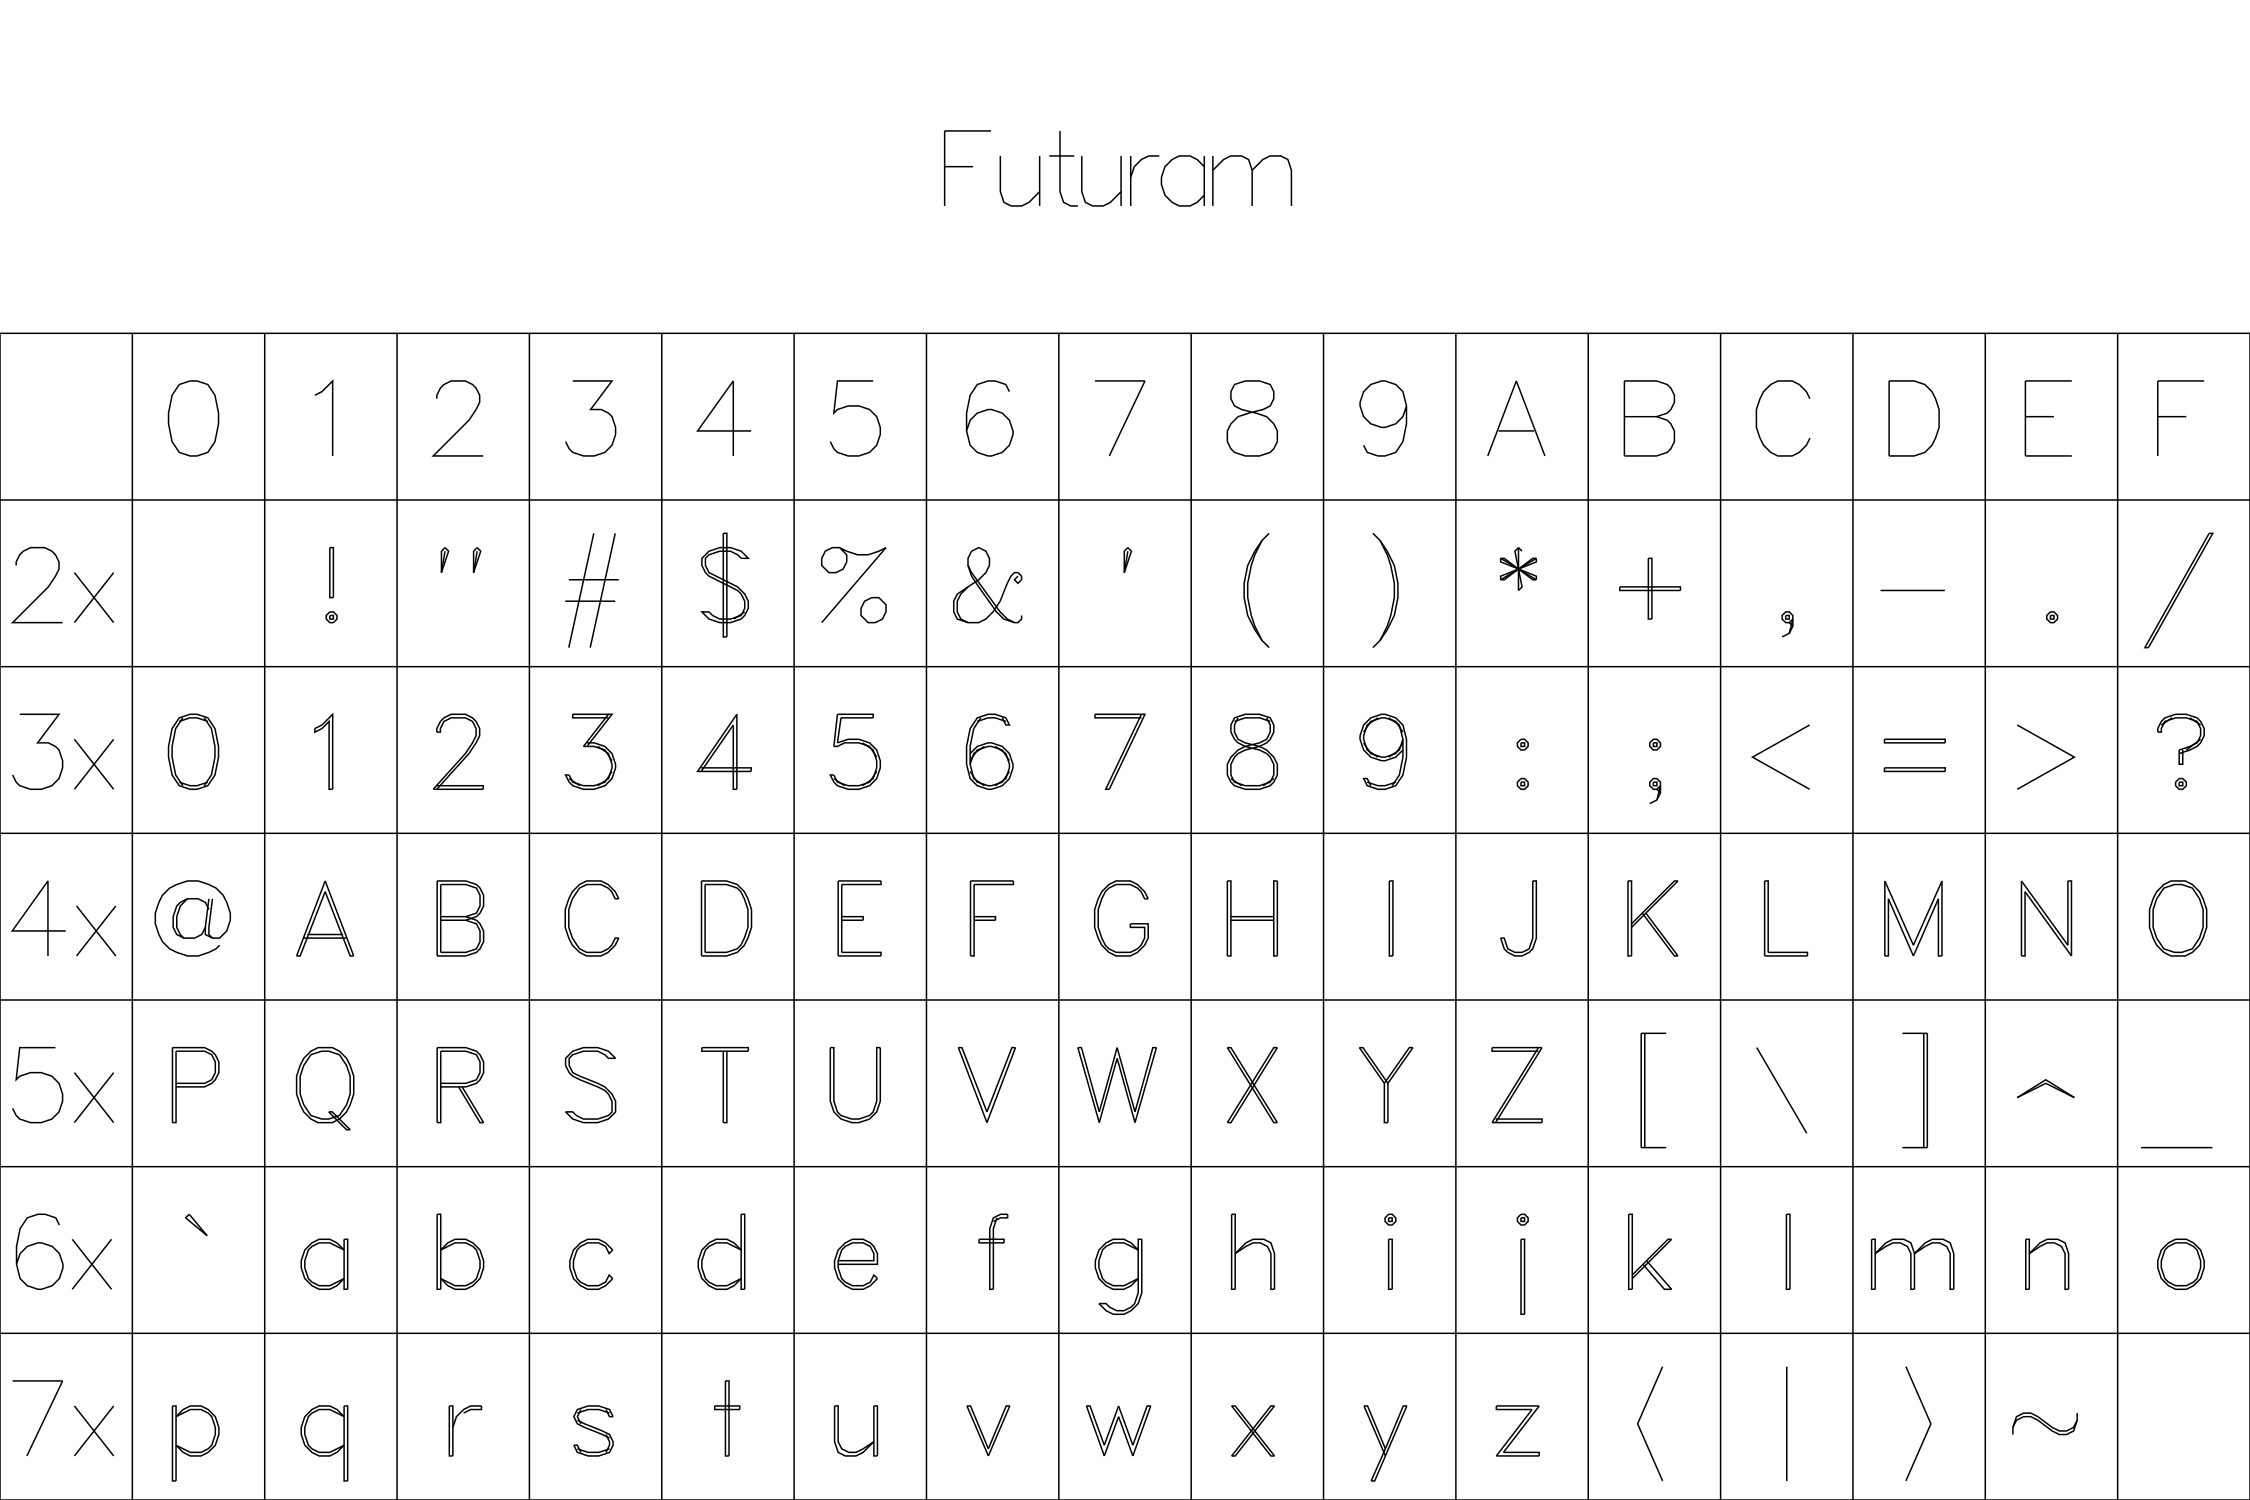 Futuram
0 1 2 3 4 5 6 7 8 9 A B C D E F
2x ! " # $ % & ' ( ) * + , - . /
3x 0 1 2 3 4 5 6 7 8 9 : ; < = > ?
4x @ A B C D E F G H I J K L M N O
5x P Q R S T U V W X Y Z [ \ ] ^ _
6x ` a b c d e f g h i j k l m n o
7x p q r s t u v w x y z ⟨ | ⟩ ~